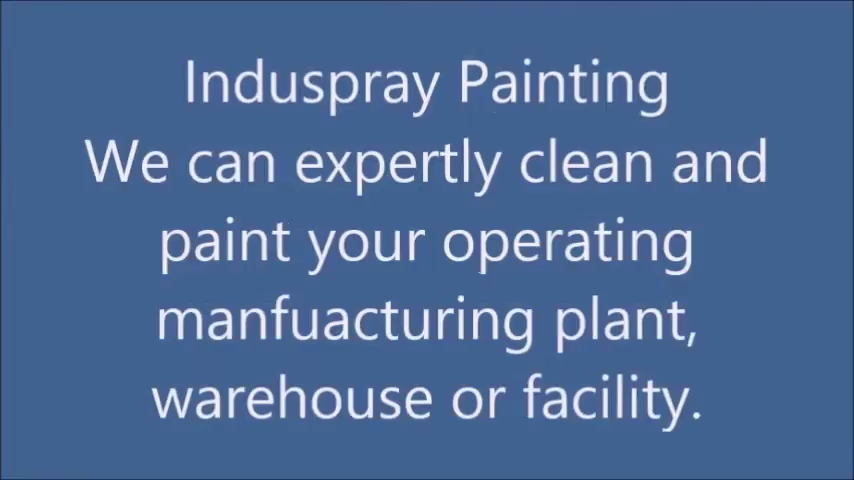 Induspray Painting
We can expertly clean and
paint your operating
manfuacturing plant,
warehouse or facility.